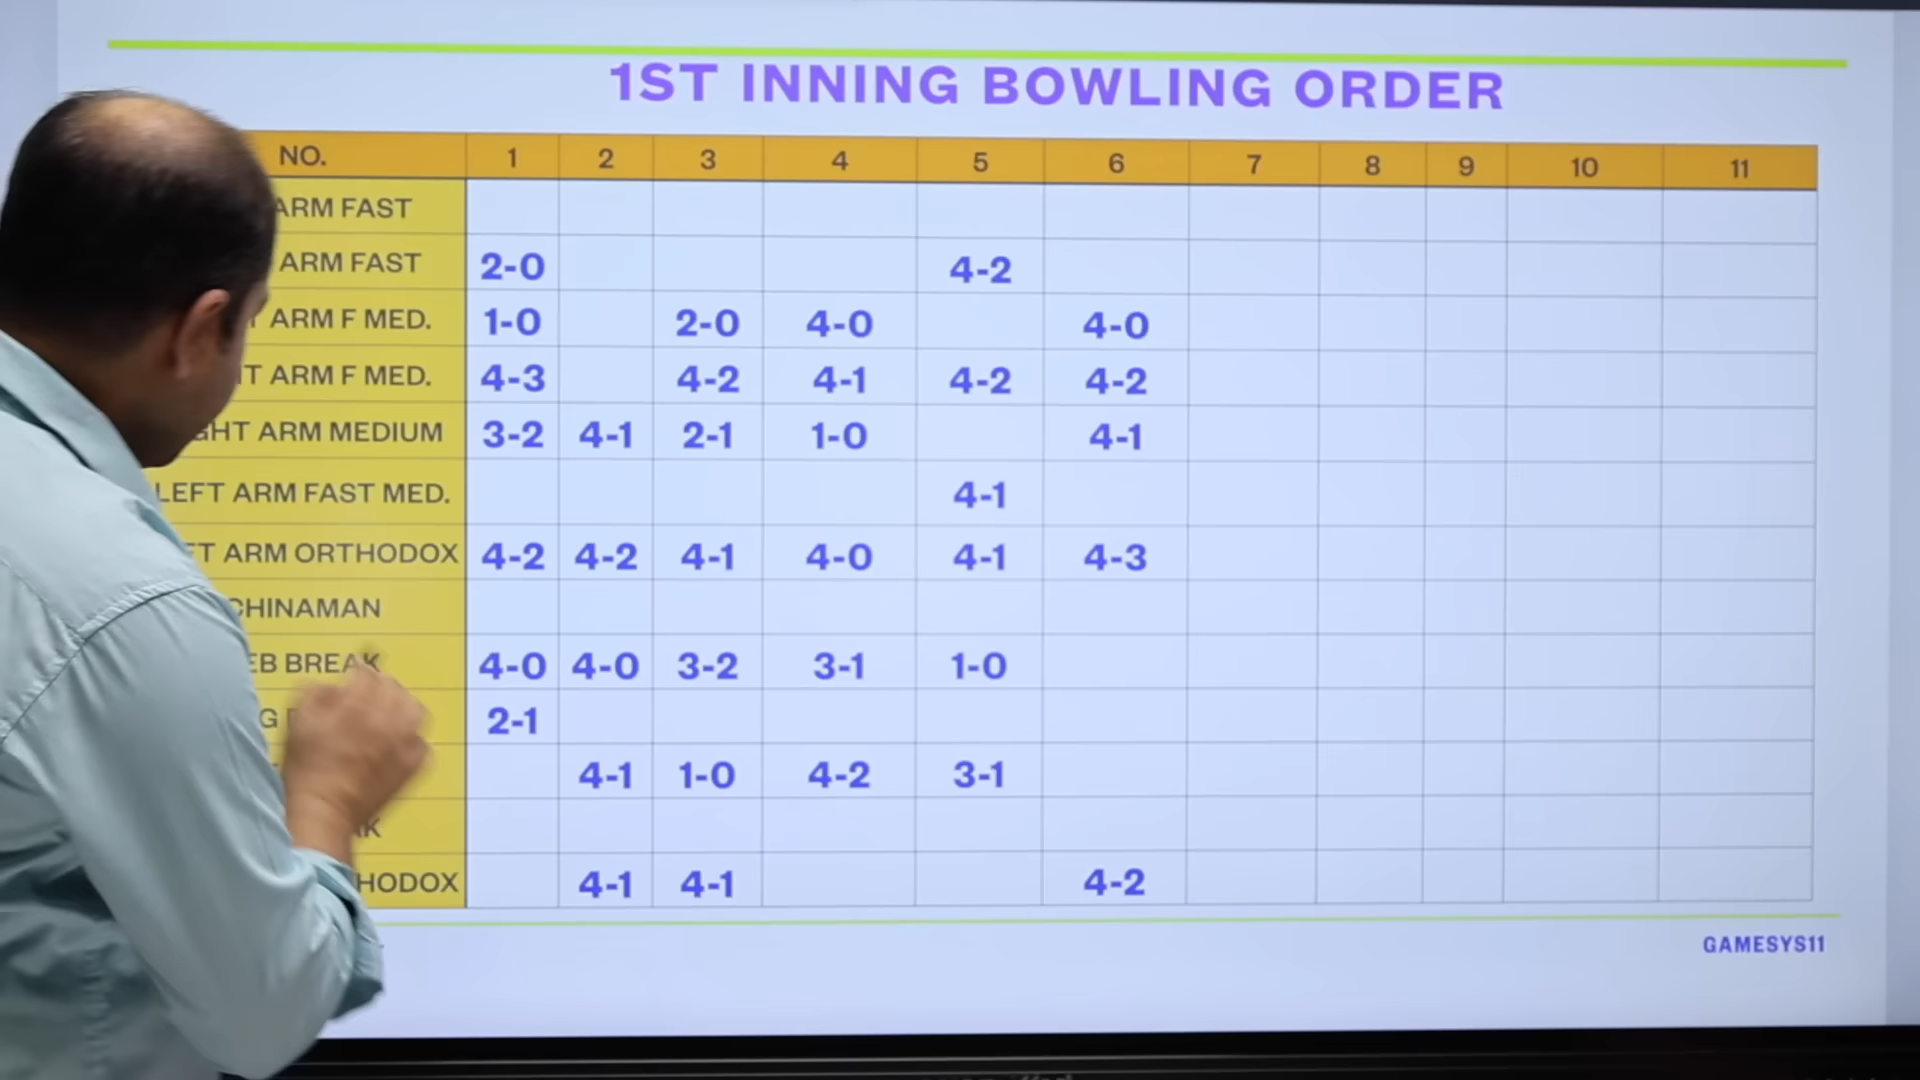 1ST INNING BOWLING ORDER
NO. 1 2 3 4 5 6 7 8 9 10 11
ARM FAST
ARM FAST 2-0 4-2
ARM F MED. 1-0 2-0 4-0 4-0
ARM F MED. 4-3 4-2 4-1 4-2 4-2
ARM MEDIUM 3-2 4-1 2-1 1-0 4-1
LEFT ARM FAST MED. 4-1
ARM ORTHODOX 4-2 4-2 4-1 4-0 4-1 4-3
CHINAMAN
BREAK 4-0 4-0 3-2 3-1 1-0
2-1
4-1 1-0 4-2 3-1
4-1 4-1 4-2
GAMESYS11